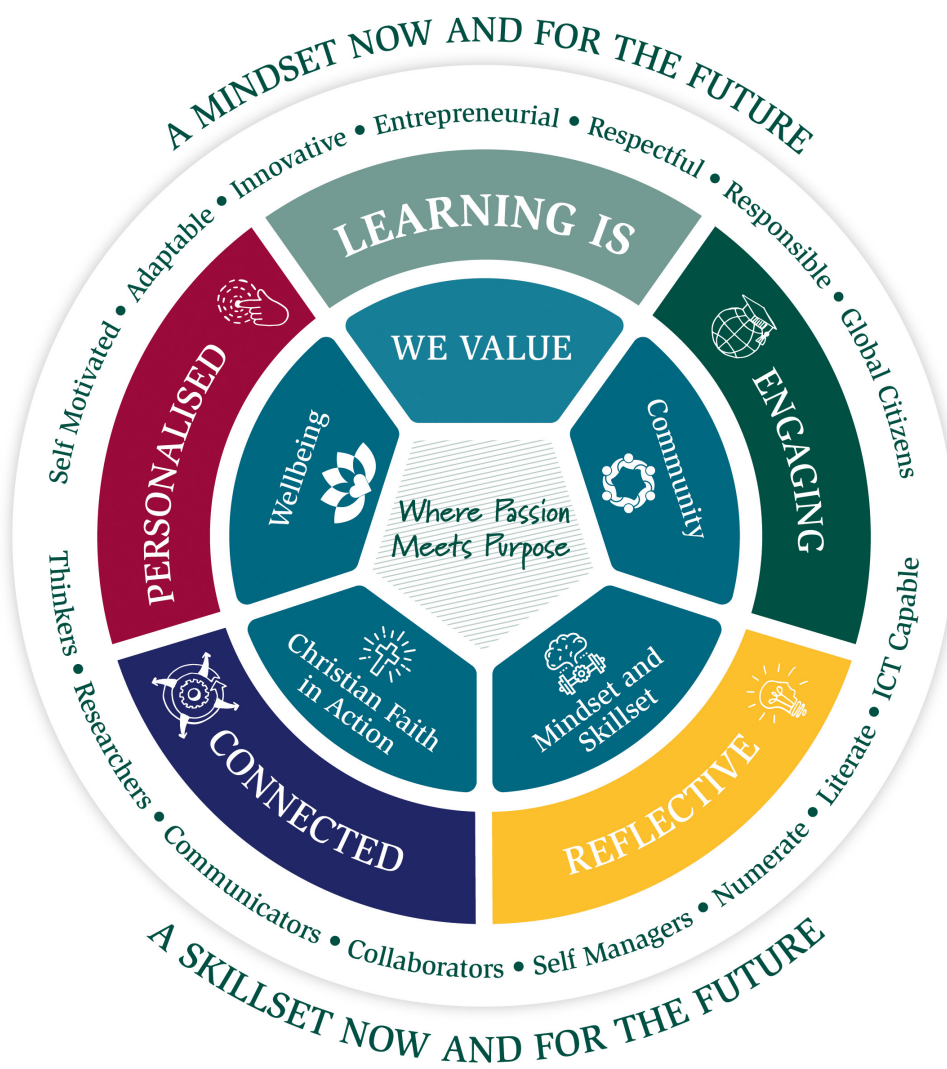 A MINDSET NOW AND FOR THE FUTURE
Self Motivated • Adaptable • Innovative • Entrepreneurial • Respectful • Responsible • Global Citizens
LEARNING IS
PERSONALISED
ENGAGING
WE VALUE
Wellbeing
Community
Where Passion
Meets Purpose
Christian Faith
in Action
Mindset and
Skillset
CONNECTED
REFLECTIVE
Thinkers • Researchers • Communicators • Collaborators • Self Managers • Numerate • Literate • ICT Capable
A SKILLSET NOW AND FOR THE FUTURE